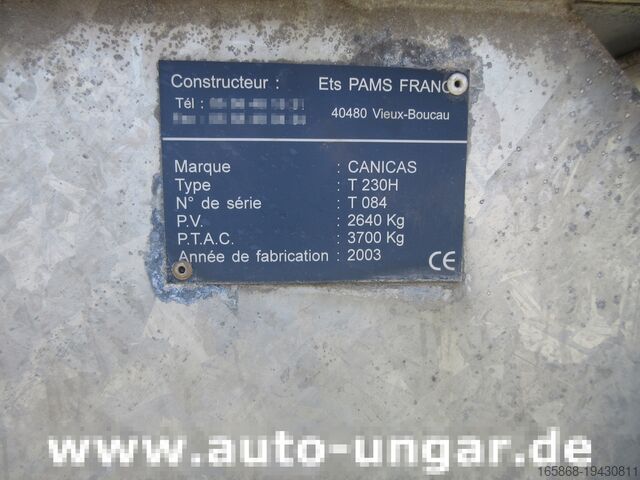 Constructeur : Ets PAMS FRANC
Tél :
40480 Vieux-Boucau
Marque : CANICAS
Type : T 230H
N° de série : T 084
P.V. : 2640 Kg
P.T.A.C. : 3700 Kg
Année de fabrication : 2003
CE
www.auto-ungar.de
165868-19430811